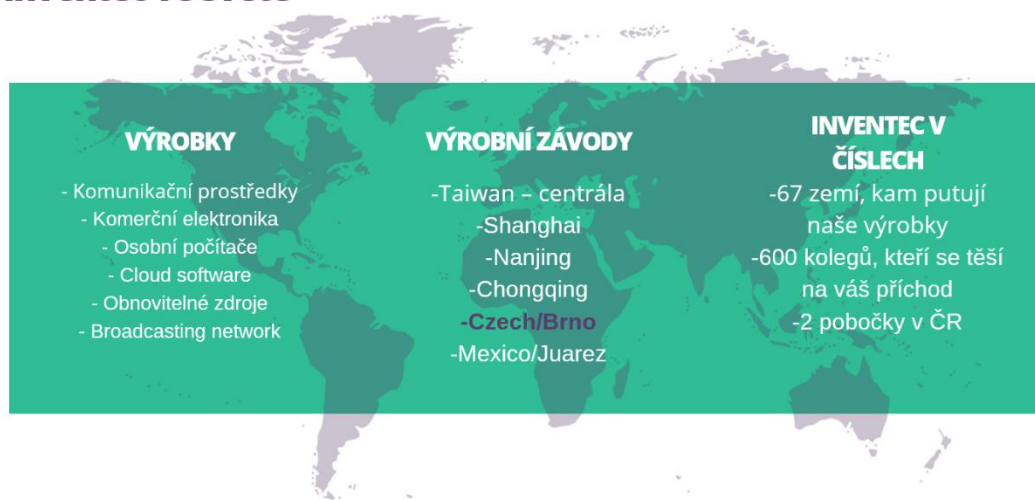 VÝROBKY
- Komunikační prostředky
- Komerční elektronika
- Osobní počítače
- Cloud software
- Obnovitelné zdroje
- Broadcasting network
VÝROBNÍ ZÁVODY
-Taiwan – centrála
-Shanghai
-Nanjing
-Chongqing
-Czech/Brno
-Mexico/Juarez
INVENTEC V
ČÍSLECH
-67 zemí, kam putují
naše výrobky
-600 kolegů, kteří se těší
na váš příchod
-2 pobočky v ČR